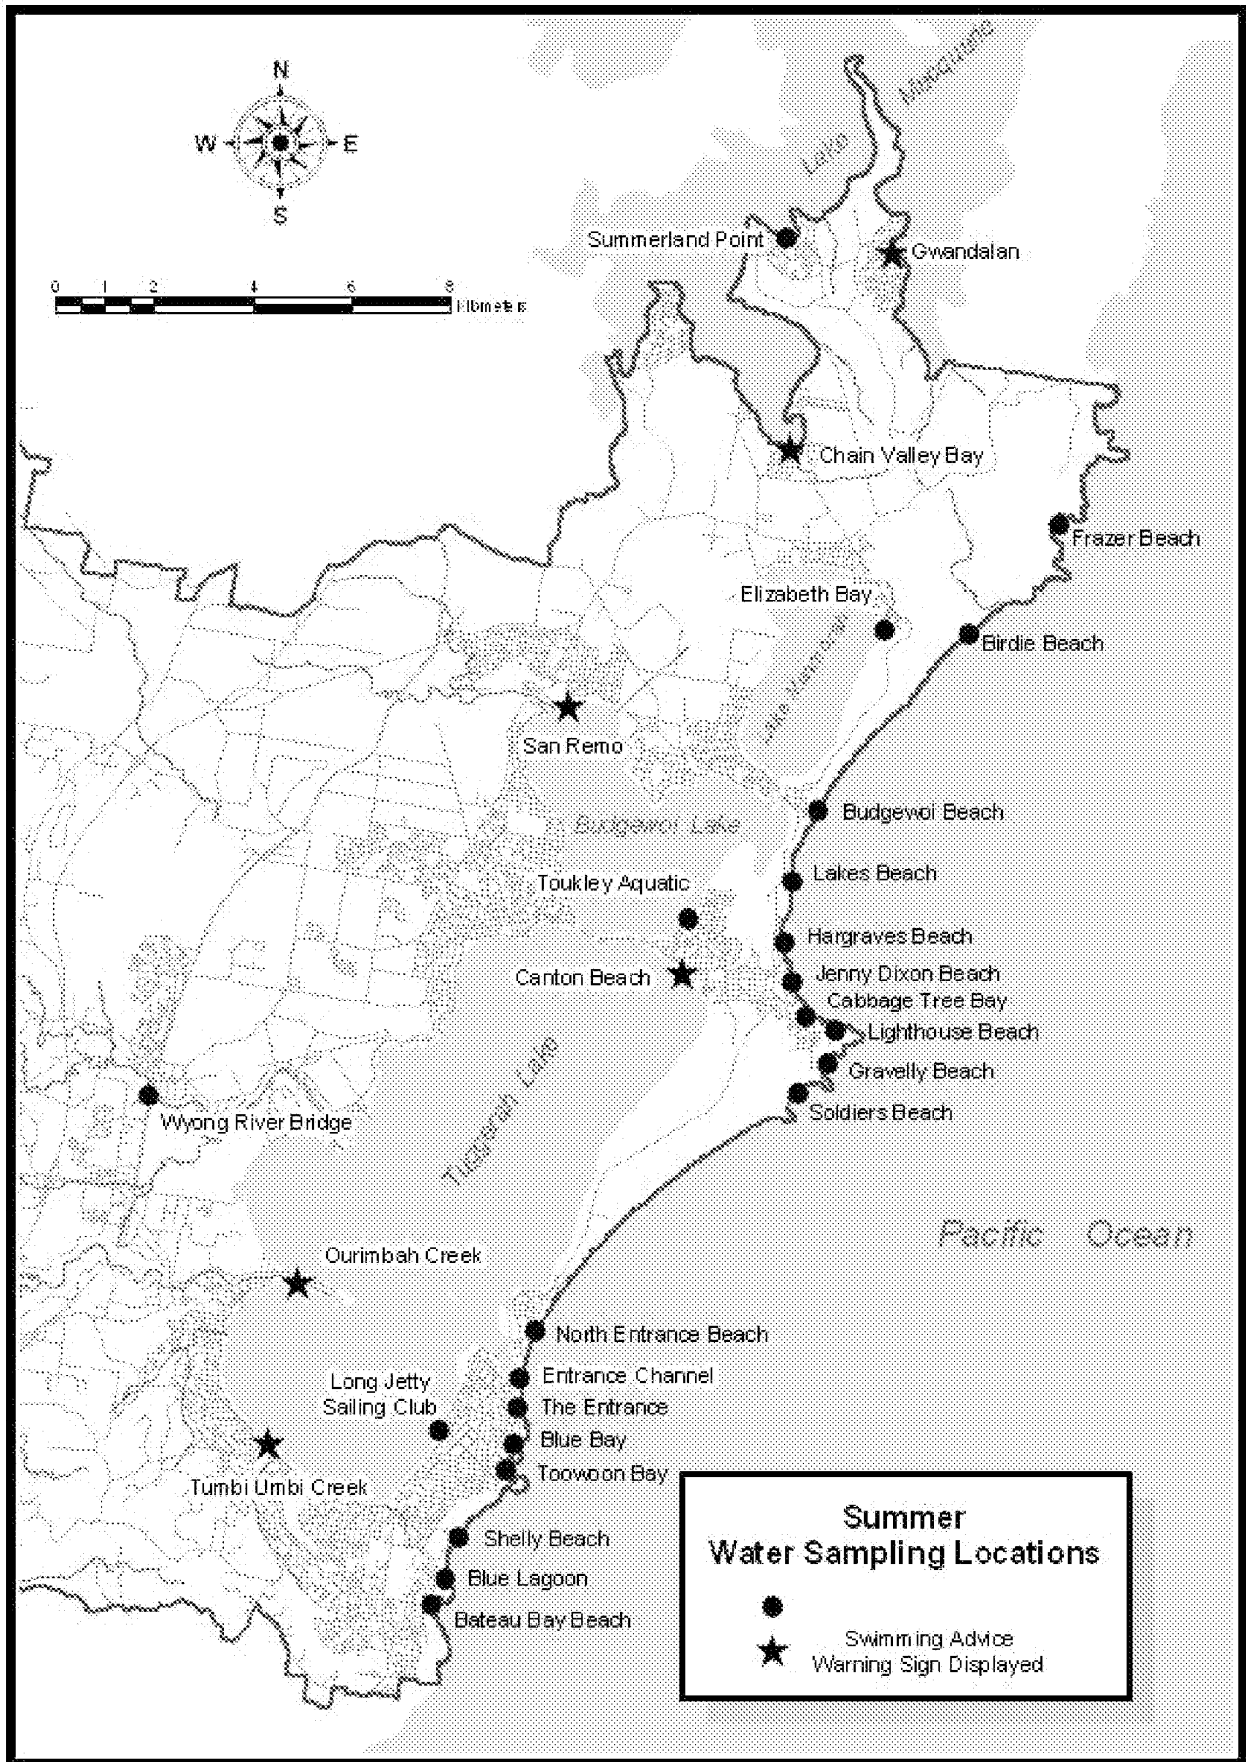 N
W E
S
0 1 2 4 6 8
Kilometers
Lake Macquarie
Summerland Point
Gwandalan
Chain Valley Bay
Frazer Beach
Elizabeth Bay
Birdie Beach
Lake Munmorah
San Remo
Budgewoi Beach
Budgewoi Lake
Lakes Beach
Toukley Aquatic
Hargraves Beach
Canton Beach
Jenny Dixon Beach
Cabbage Tree Bay
Lighthouse Beach
Gravelly Beach
Soldiers Beach
Tuggerah Lake
Wyong River Bridge
Pacific Ocean
Ourimbah Creek
North Entrance Beach
Entrance Channel
Long Jetty
Sailing Club
The Entrance
Blue Bay
Toowoon Bay
Tumbi Umbi Creek
Shelly Beach
Blue Lagoon
Bateau Bay Beach
Summer
Water Sampling Locations
Swimming Advice
Warning Sign Displayed